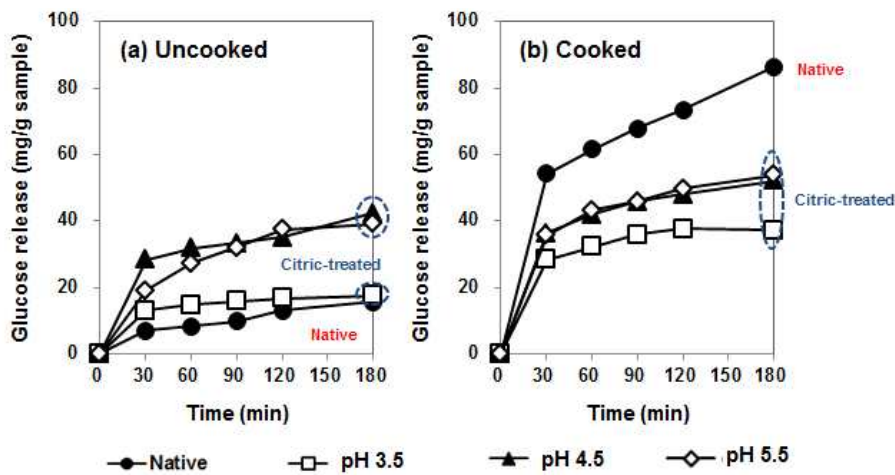 (a) Uncooked
Glucose release (mg/g sample)
100
80
60
40
20
0
Citric-treated
Native
0 30 60 90 120 150 180
Time (min)
(b) Cooked
Glucose release (mg/g sample)
100
80
60
40
20
0
Native
Citric-treated
0 30 60 90 120 150 180
Time (min)
Native pH 3.5 pH 4.5 pH 5.5